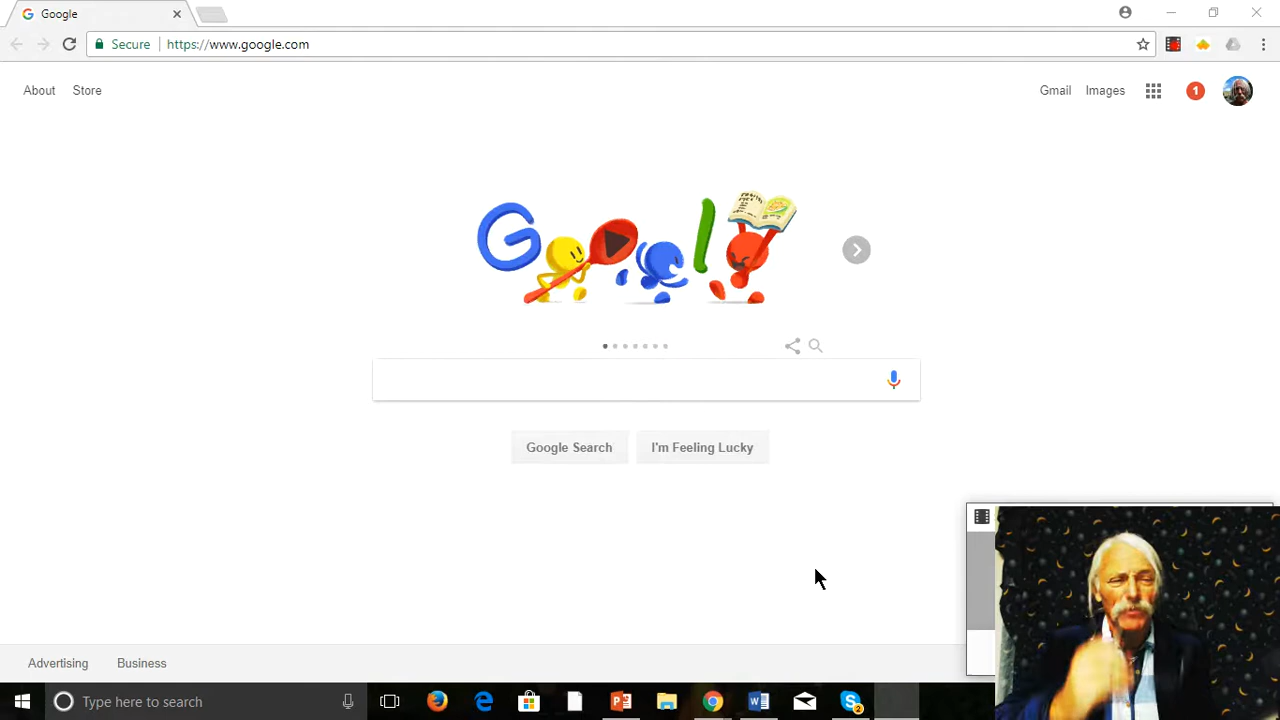 Google
Secure https://www.google.com
About Store Gmail Images 1
Google Search I'm Feeling Lucky
Advertising Business
Type here to search 2